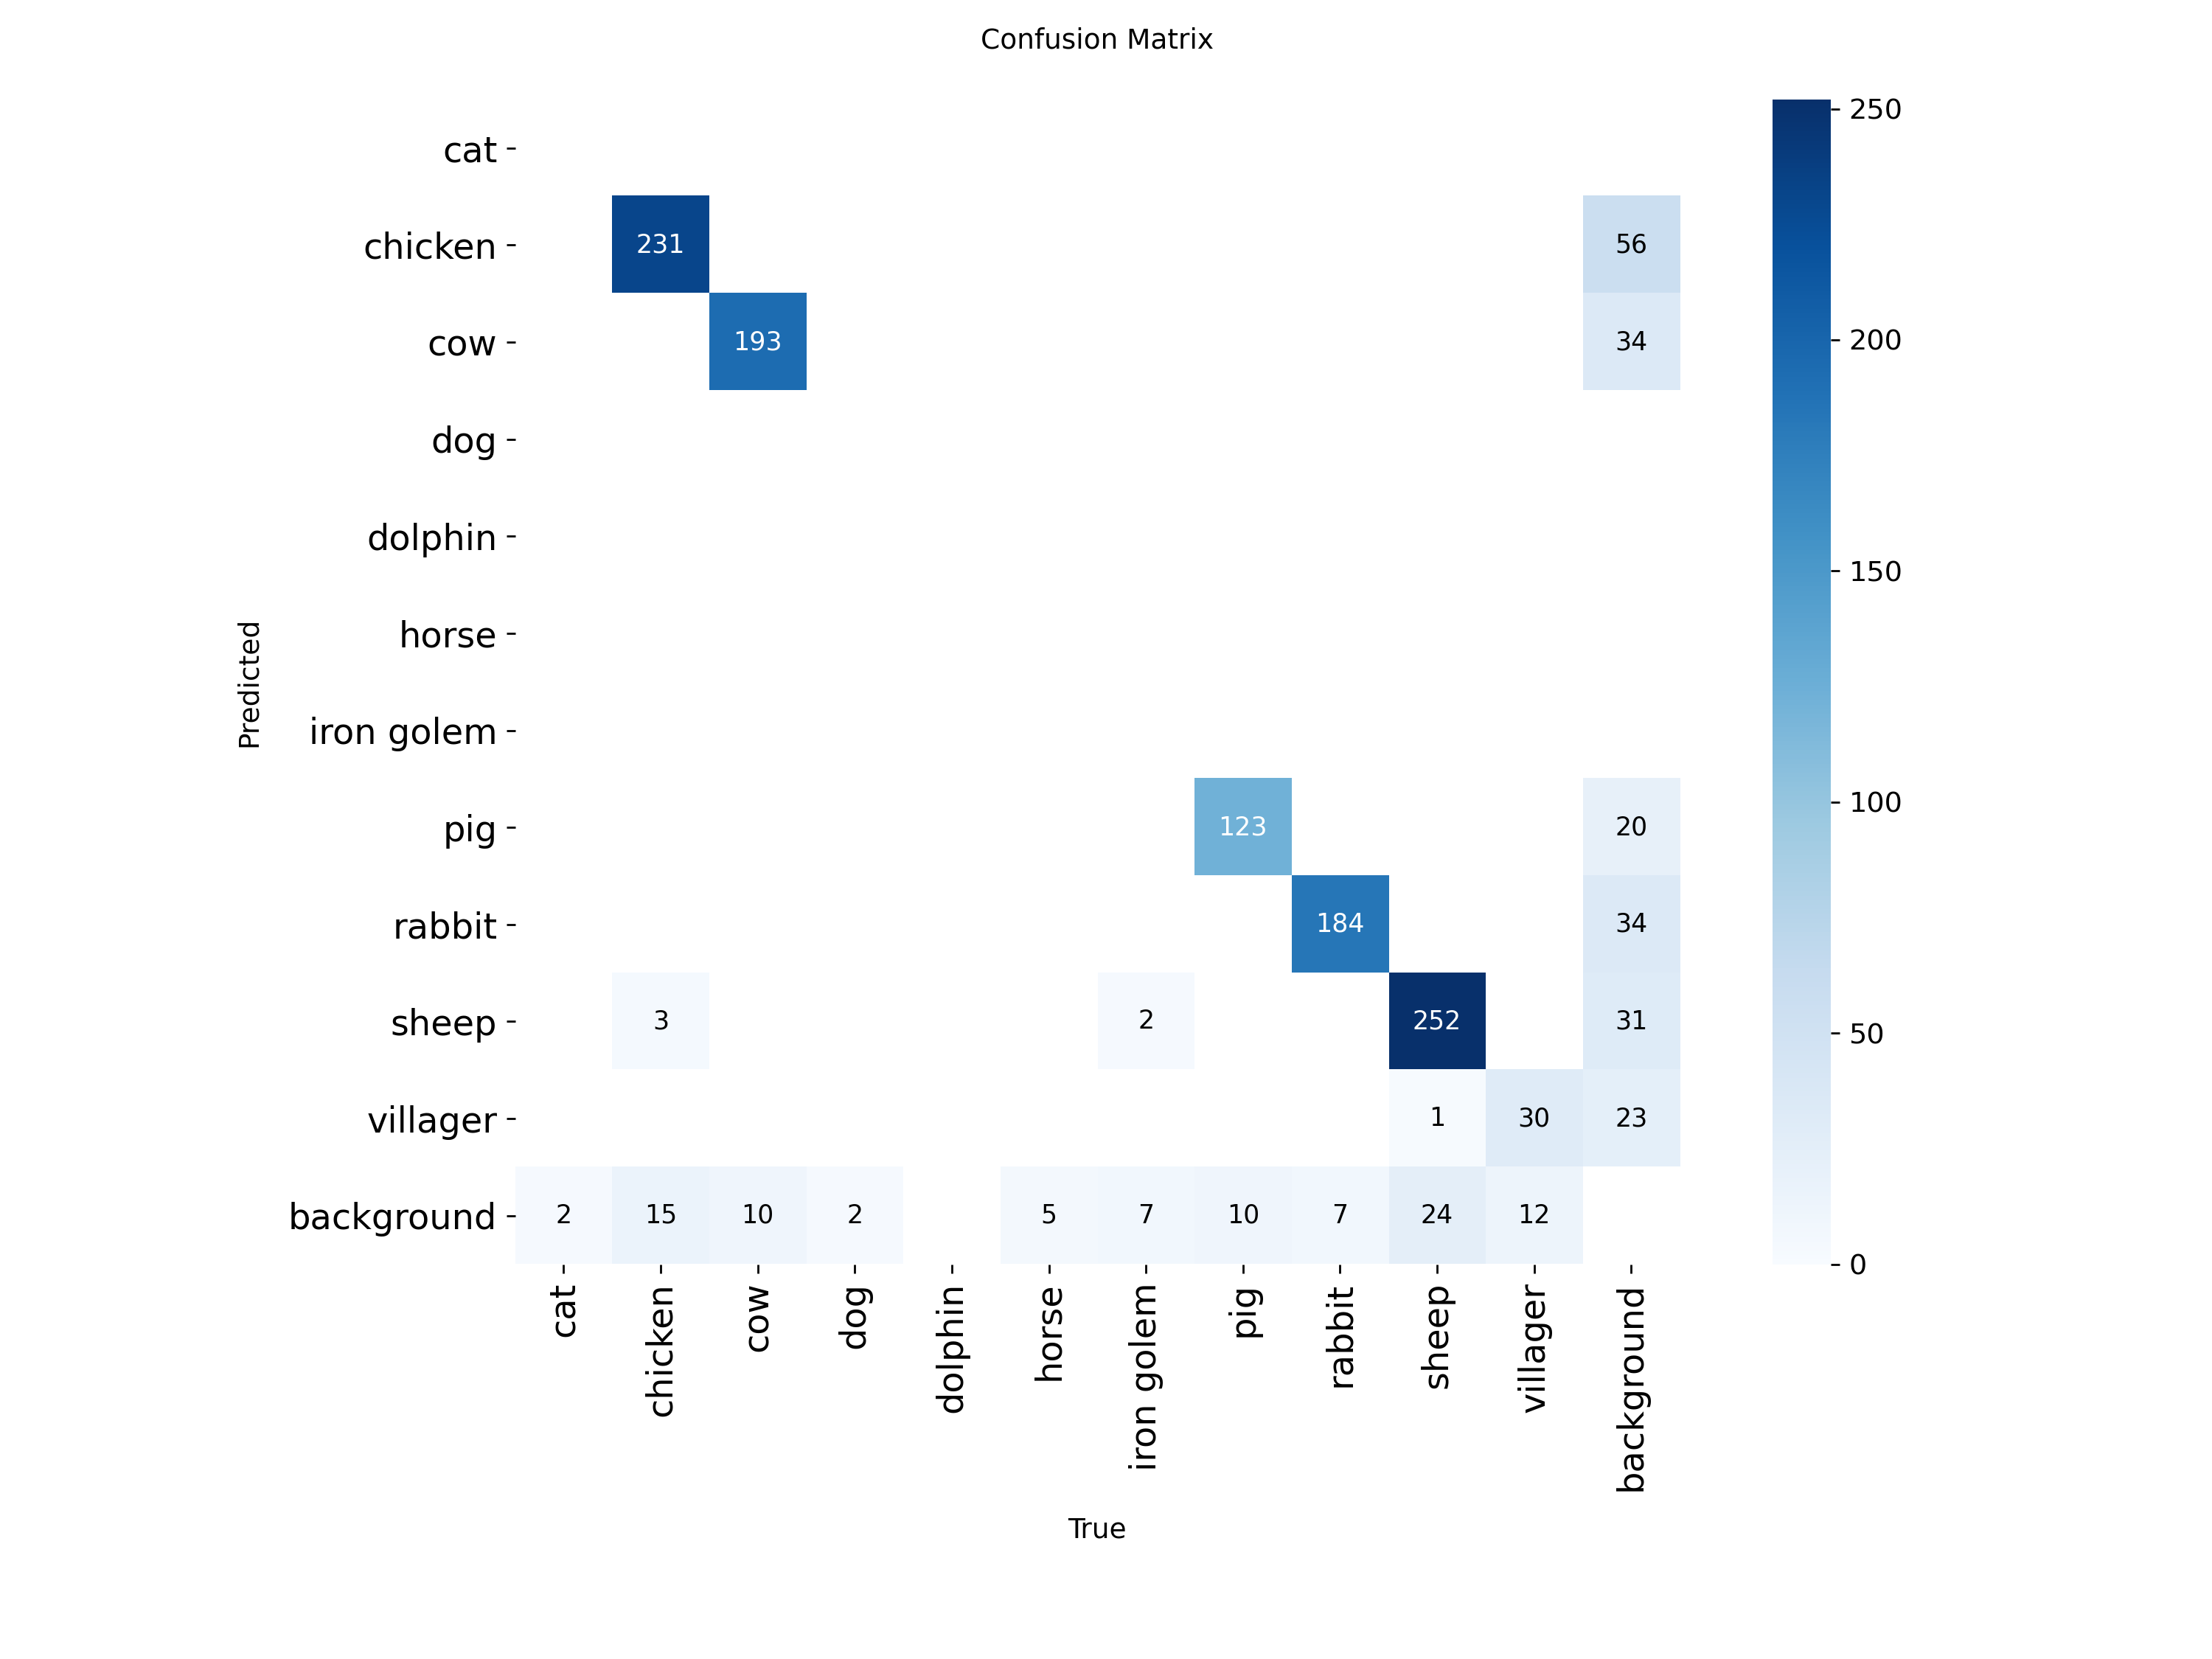 Confusion Matrix
cat
chicken 231 56
cow 193 34
dog
dolphin
horse
iron golem
pig 123 20
rabbit 184 34
sheep 3 2 252 31
villager 1 30 23
background 2 15 10 2 5 7 10 7 24 12
cat chicken cow dog dolphin horse iron golem pig rabbit sheep villager background
Predicted
True
250
200
150
100
50
0